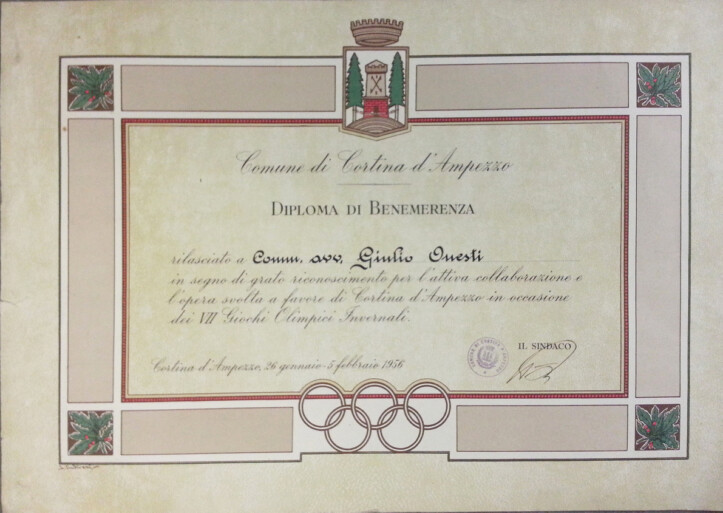 Comune di Cortina d'Ampezzo
DIPLOMA DI BENEMERENZA
rilasciato a Comm. avv. Giulio Onesti
in segno di grato riconoscimento per l'attiva collaborazione e
l'opera svolta a favore di Cortina d'Ampezzo in occasione
dei VII Giochi Olimpici Invernali.
IL SINDACO
Cortina d'Ampezzo, 26 gennaio - 5 febbraio 1956